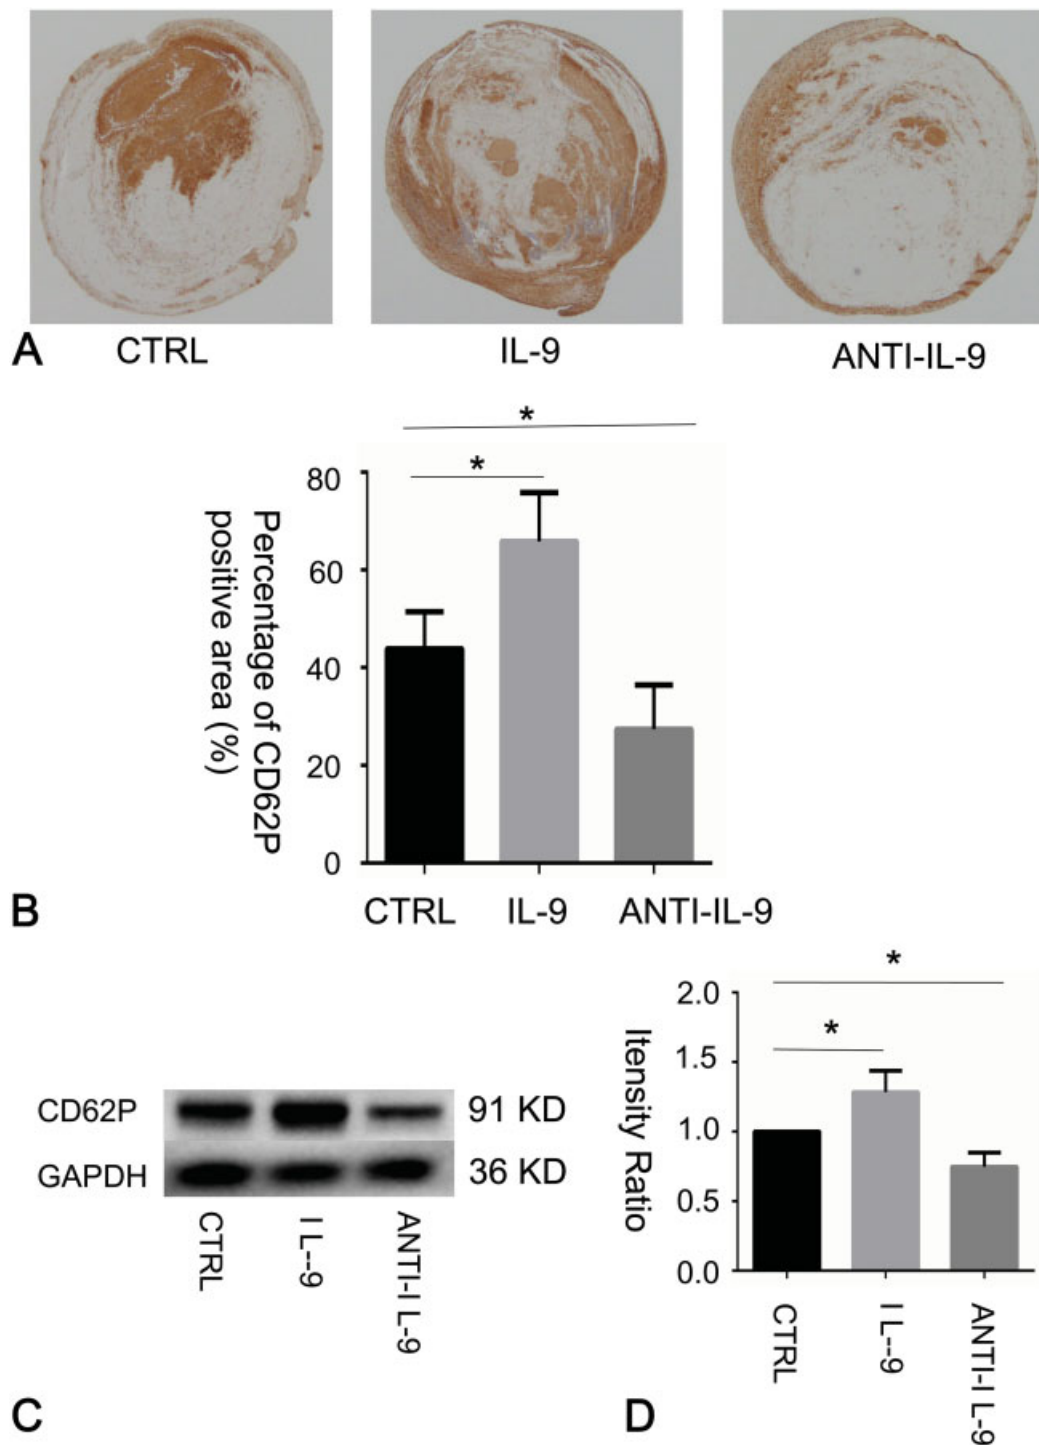 A
CTRL
IL-9
ANTI-IL-9
*
*
Percentage of CD62P
positive area (%)
80
60
40
20
0
B
CTRL
IL-9
ANTI-IL-9
CD62P
91 KD
GAPDH
36 KD
CTRL
I L--9
ANTI-I L-9
C
*
*
Itensity Ratio
2.0
1.5
1.0
0.5
0.0
CTRL
I L--9
ANTI-I L-9
D